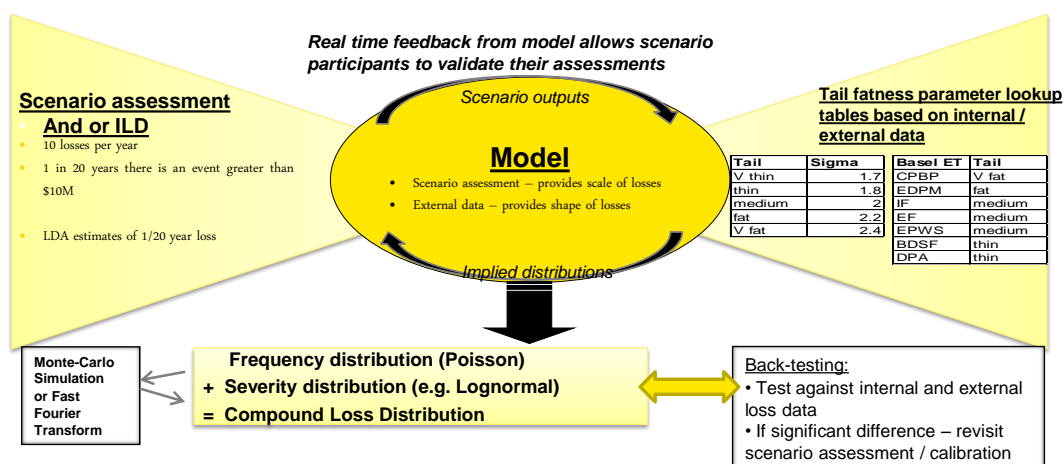 Real time feedback from model allows scenario
participants to validate their assessments
Scenario assessment
And or ILD
• 10 losses per year
• 1 in 20 years there is an event greater than
$10M
• LDA estimates of 1/20 year loss
Scenario outputs
Model
• Scenario assessment – provides scale of losses
• External data – provides shape of losses
Implied distributions
Tail fatness parameter lookup
tables based on internal /
external data
Tail Sigma
V thin 1.7
thin 1.8
medium 2
fat 2.2
V fat 2.4
Basel ET Tail
CPBP V fat
EDPM fat
IF medium
EF medium
EPWS medium
BDSF thin
DPA thin
Monte-Carlo
Simulation
or Fast
Fourier
Transform
Frequency distribution (Poisson)
+ Severity distribution (e.g. Lognormal)
= Compound Loss Distribution
Back-testing:
• Test against internal and external
loss data
• If significant difference – revisit
scenario assessment / calibration